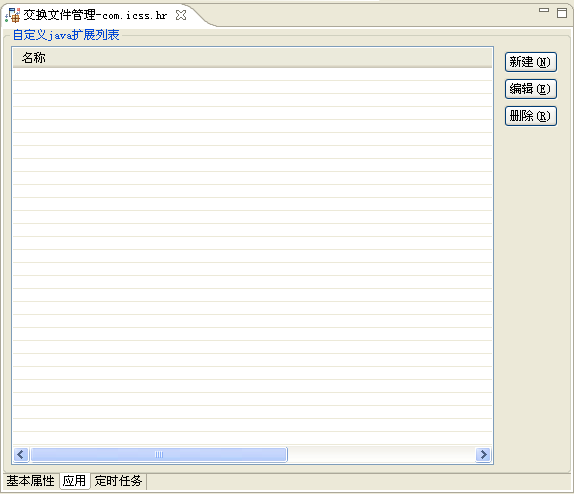 交换文件管理-com.icss.hr
自定义java扩展列表
名称
新建(N)
编辑(E)
删除(R)
基本属性 应用 定时任务